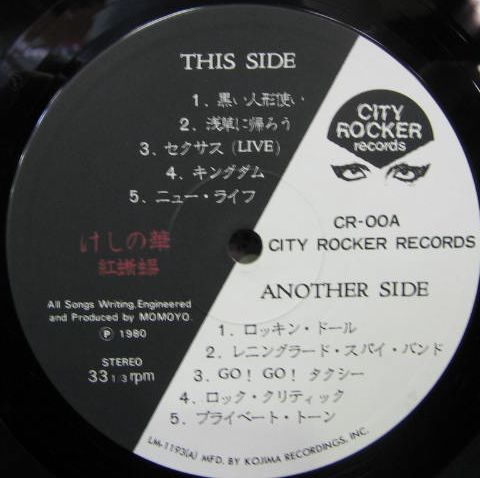 THIS SIDE
1. 黒い人形使い
2. 浅草に帰ろう
3. セクサス (LIVE)
4. キングダム
5. ニュー・ライフ
けしの華
紅蜥蜴
All Songs Writing, Engineered
and Produced by MOMOYO.
Ⓟ 1980
STEREO
33 1 3 rpm
CITY
ROCKER
records
CR-00A
CITY ROCKER RECORDS
ANOTHER SIDE
1. ロッキン・ドール
2. レニングラード・スパイ・バンド
3. GO! GO! タクシー
4. ロック・クリティック
5. プライベート・トーン
LM-1193(A) MFD. BY KOJIMA RECORDINGS, INC.